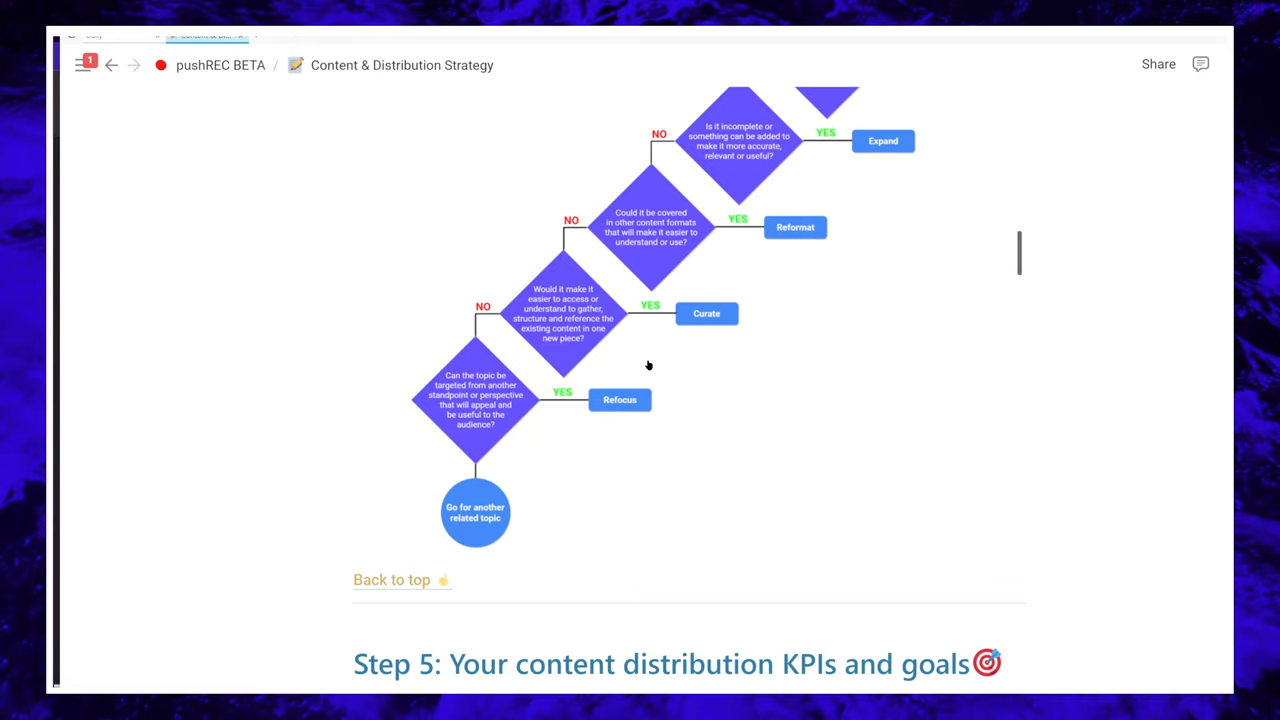 1
pushREC BETA / Content & Distribution Strategy
Share
Is it incomplete or
something can be added to
make it more accurate,
relevant or useful?
NO
YES
Expand
Could it be covered
in other content formats
that will make it easier to
understand or use?
NO
YES
Reformat
Would it make it
easier to access or
understand to gather,
structure and reference the
existing content in one
new piece?
NO
YES
Curate
Can the topic be
targeted from another
standpoint or perspective
that will appeal and
be useful to the
audience?
NO
YES
Refocus
Go for another
related topic
Back to top
Step 5: Your content distribution KPIs and goals